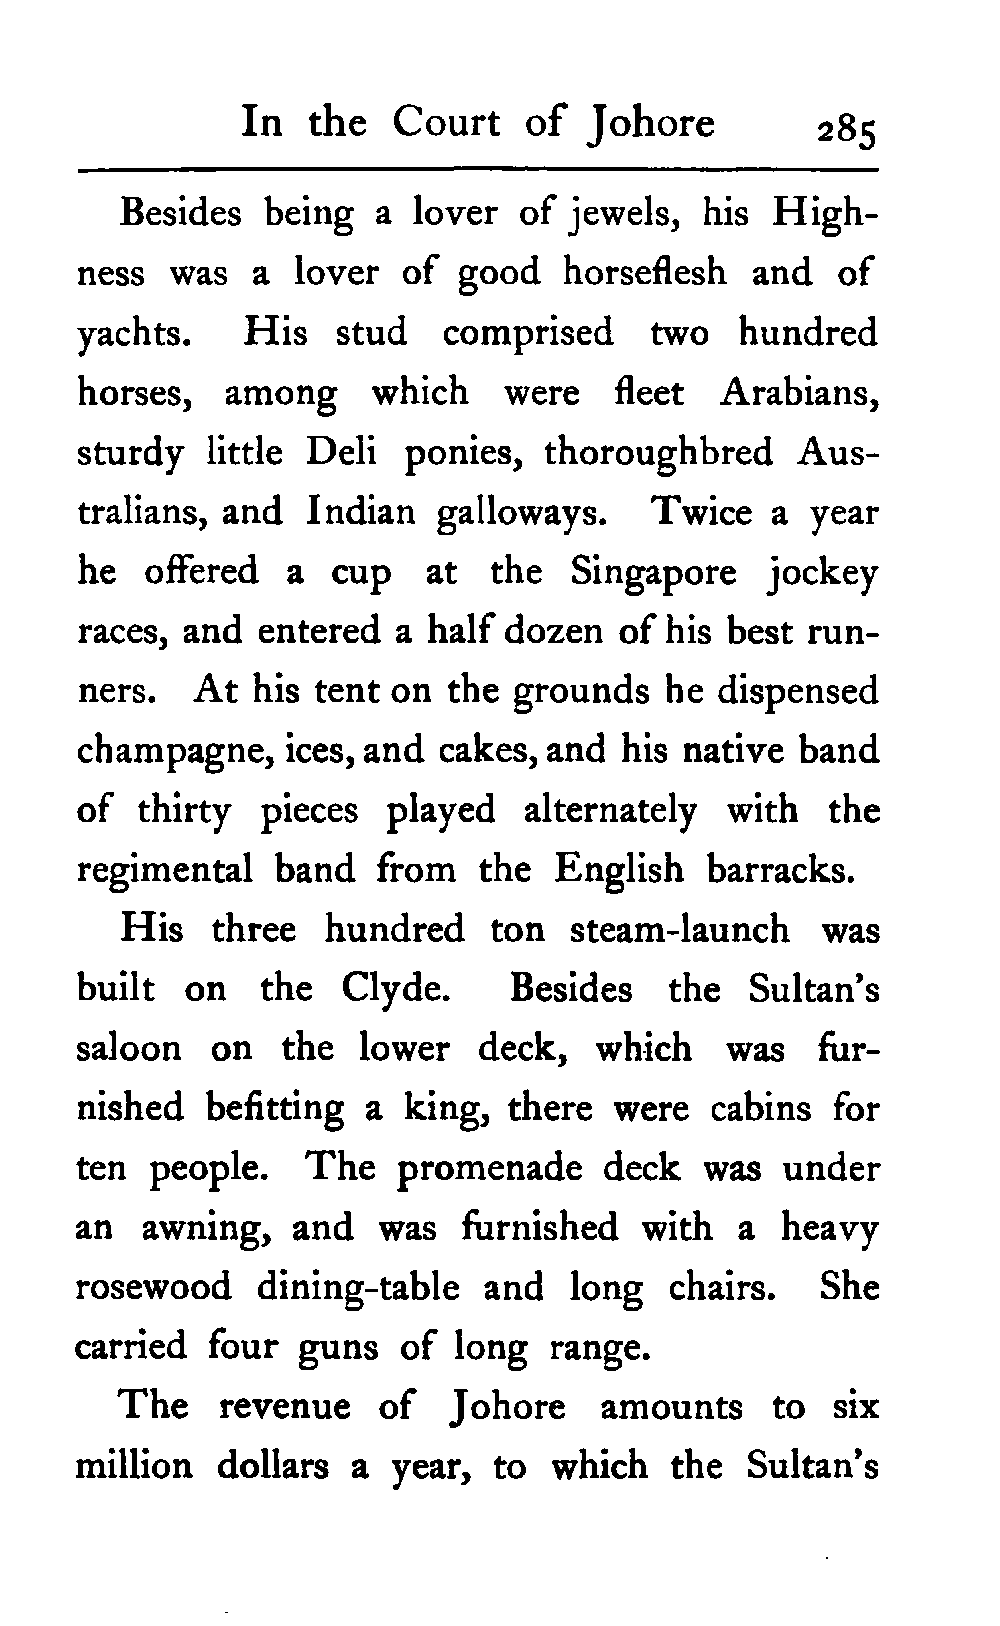 In the Court of Johore 285
Besides being a lover of jewels, his High-
ness was a lover of good horseflesh and of
yachts. His stud comprised two hundred
horses, among which were fleet Arabians,
sturdy little Deli ponies, thoroughbred Aus-
tralians, and Indian galloways. Twice a year
he offered a cup at the Singapore jockey
races, and entered a half dozen of his best run-
ners. At his tent on the grounds he dispensed
champagne, ices, and cakes, and his native band
of thirty pieces played alternately with the
regimental band from the English barracks.
His three hundred ton steam-launch was
built on the Clyde. Besides the Sultan's
saloon on the lower deck, which was fur-
nished befitting a king, there were cabins for
ten people. The promenade deck was under
an awning, and was furnished with a heavy
rosewood dining-table and long chairs. She
carried four guns of long range.
The revenue of Johore amounts to six
million dollars a year, to which the Sultan's